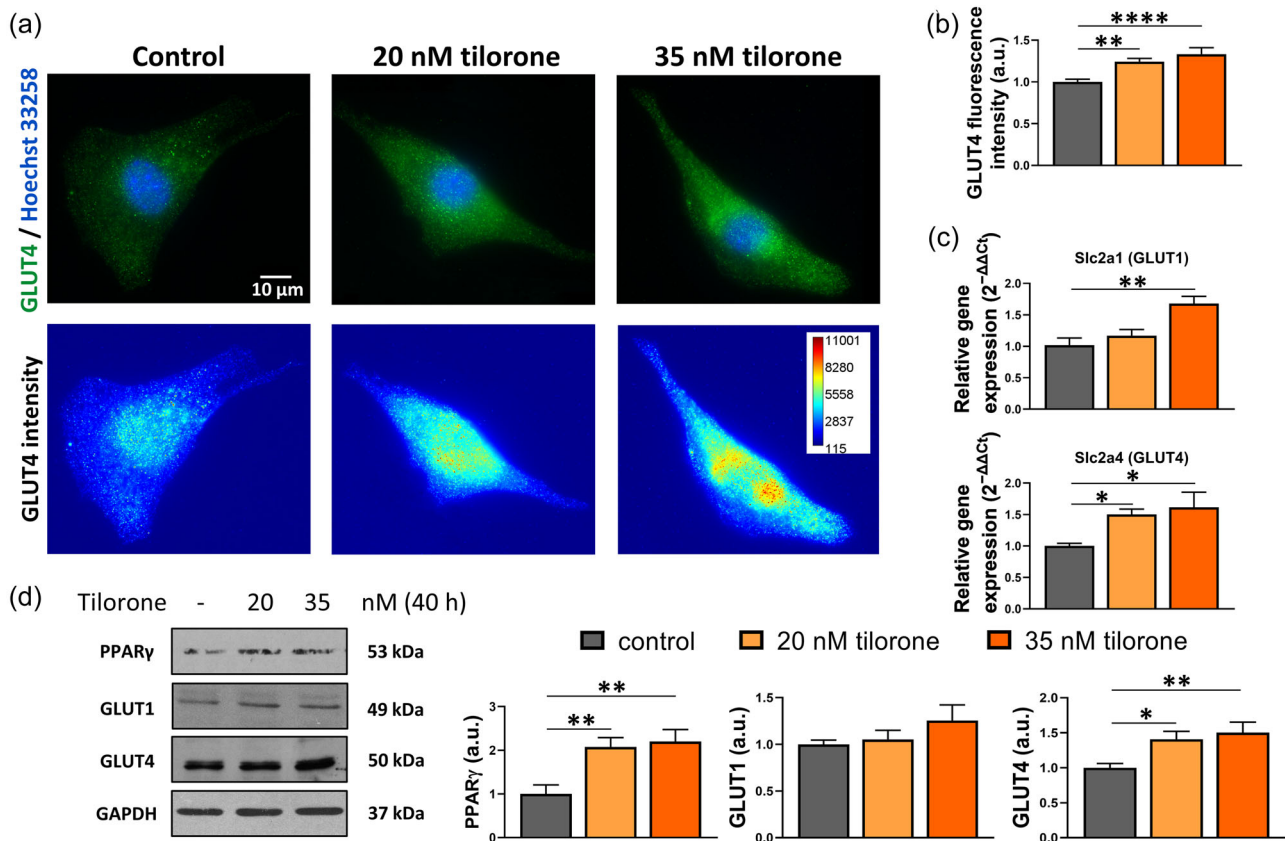 (a)
Control
20 nM tilorone
35 nM tilorone
GLUT4 / Hoechst 33258
10 µm
GLUT4 intensity
11001
8280
5558
2837
115
(b)
GLUT4 fluorescence
intensity (a.u.)
1.5
1.0
0.5
0.0
**
****
(c)
Slc2a1 (GLUT1)
Relative gene
expression (2^−ΔΔCt)
2.0
1.5
1.0
0.5
0.0
**
Slc2a4 (GLUT4)
Relative gene
expression (2^−ΔΔCt)
2.0
1.5
1.0
0.5
0.0
*
*
(d)
Tilorone - 20 35 nM (40 h)
PPARγ 53 kDa
GLUT1 49 kDa
GLUT4 50 kDa
GAPDH 37 kDa
control
20 nM tilorone
35 nM tilorone
PPARγ (a.u.)
3
2
1
0
**
**
GLUT1 (a.u.)
1.5
1.0
0.5
0.0
GLUT4 (a.u.)
2.0
1.5
1.0
0.5
0.0
*
**